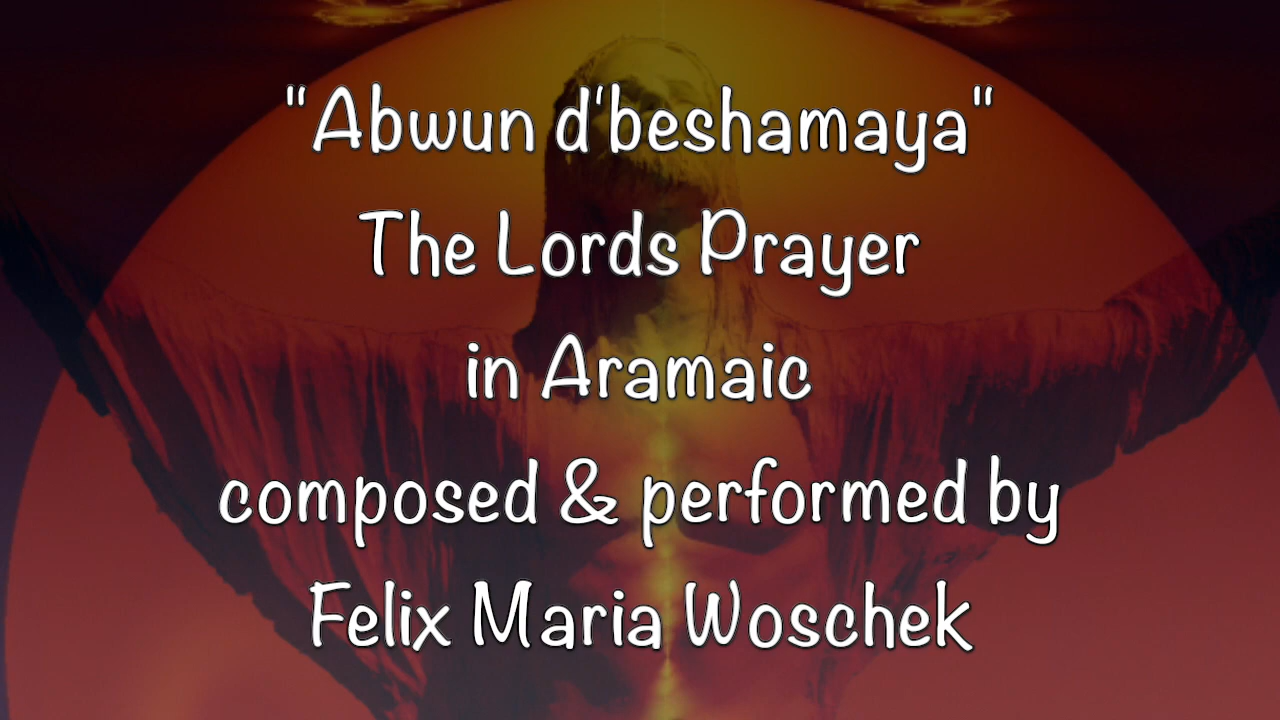 "Abwun d'beshamaya"
The Lords Prayer
in Aramaic
composed & performed by
Felix Maria Woschek